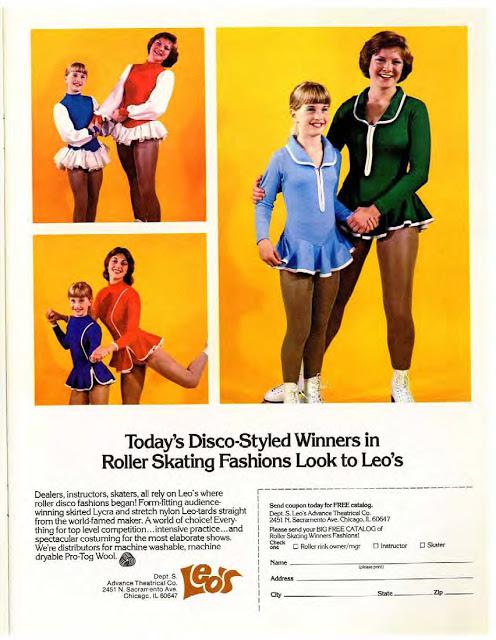 Today's Disco-Styled Winners in
Roller Skating Fashions Look to Leo's
Dealers, instructors, skaters, all rely on Leo's where
roller disco fashions began! Form-fitting audience-
winning skirted Lycra and stretch nylon Leo-tards straight
from the world-famed maker. A world of choice! Every-
thing for top level competition...intensive practice...and
spectacular costuming for the most elaborate shows.
We're distributors for machine washable, machine
dryable Pro-Tog Wool.
Dept. S
Advance Theatrical Co.
2451 N. Sacramento Ave.
Chicago, IL 60647
Leo's
Send coupon today for FREE catalog.
Dept. S, Leo's Advance Theatrical Co.
2451 N. Sacramento Ave. Chicago, IL 60647
Please send your BIG FREE CATALOG of
Roller Skating Winners Fashions!
Check
one
☐ Roller rink owner/mgr ☐ Instructor ☐ Skater
Name
(please print)
Address
City State Zip